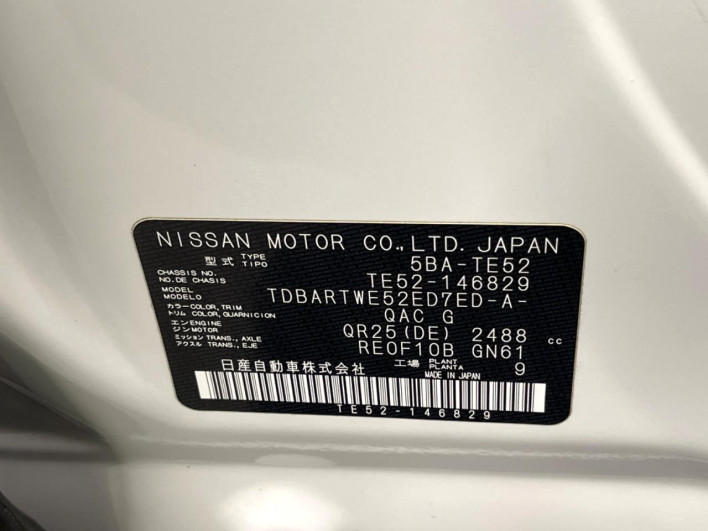 NISSAN MOTOR CO.,LTD. JAPAN
型式 TYPE TIPO 5BA-TE52
CHASSIS NO. NO.DE CHASIS TE52-146829
MODEL MODELO TDBARTWE52ED7ED-A-
カラー COLOR, TRIM トリム COLOR, GUARNICION QAC G
エンジン ENGINE MOTOR QR25(DE) 2488 cc
ミッション TRANS., AXLE アクスル TRANS., EJE RE0F10B GN61
日産自動車株式会社 工場 PLANT PLANTA 9
MADE IN JAPAN
TE52-146829